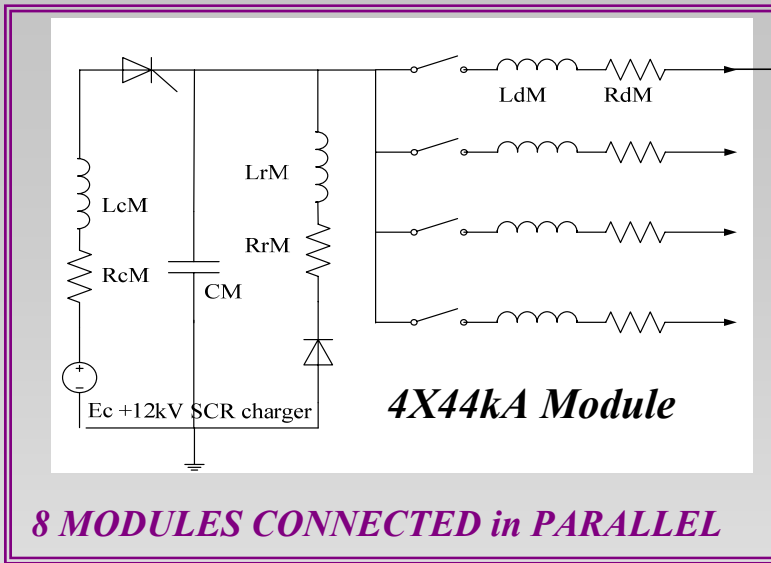 LdM RdM
LcM
LrM
RcM
RrM
CM
+
−
Ec +12kV SCR charger
4X44kA Module
8 MODULES CONNECTED in PARALLEL